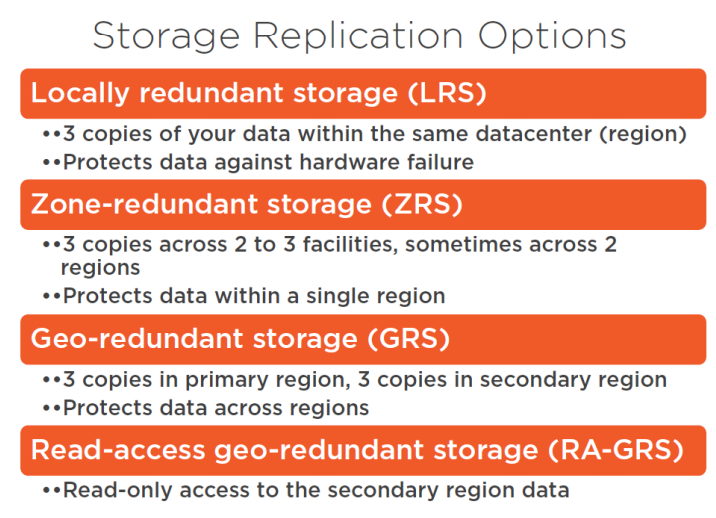 Storage Replication Options
Locally redundant storage (LRS)
••3 copies of your data within the same datacenter (region)
••Protects data against hardware failure
Zone-redundant storage (ZRS)
••3 copies across 2 to 3 facilities, sometimes across 2
regions
••Protects data within a single region
Geo-redundant storage (GRS)
••3 copies in primary region, 3 copies in secondary region
••Protects data across regions
Read-access geo-redundant storage (RA-GRS)
••Read-only access to the secondary region data